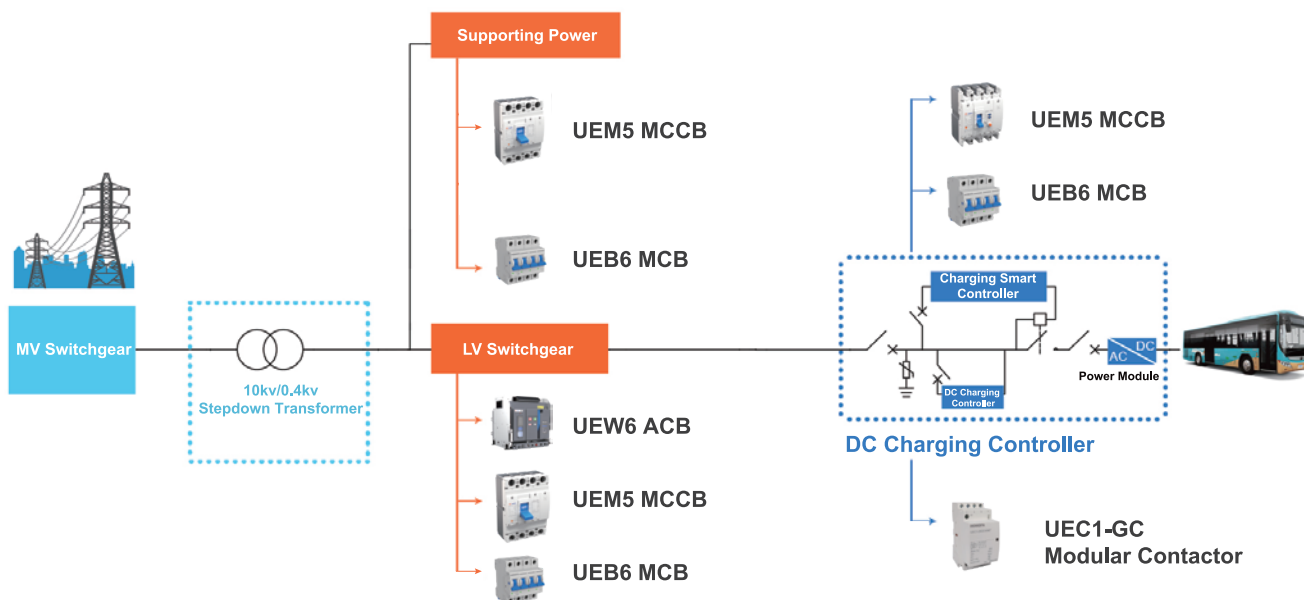 Supporting Power
UEM5 MCCB
UEB6 MCB
UEM5 MCCB
UEB6 MCB
MV Switchgear
10kv/0.4kv
Stepdown Transformer
LV Switchgear
UEW6 ACB
UEM5 MCCB
UEB6 MCB
Charging Smart
Controller
DC Charging
Controller
AC
DC
Power Module
DC Charging Controller
UEC1-GC
Modular Contactor